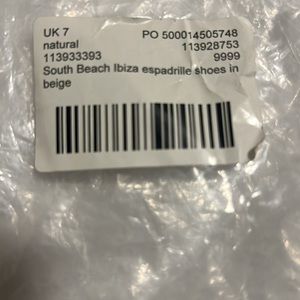 UK 7 PO 500014505748
natural 113928753
113933393 9999
South Beach Ibiza espadrille shoes in
beige